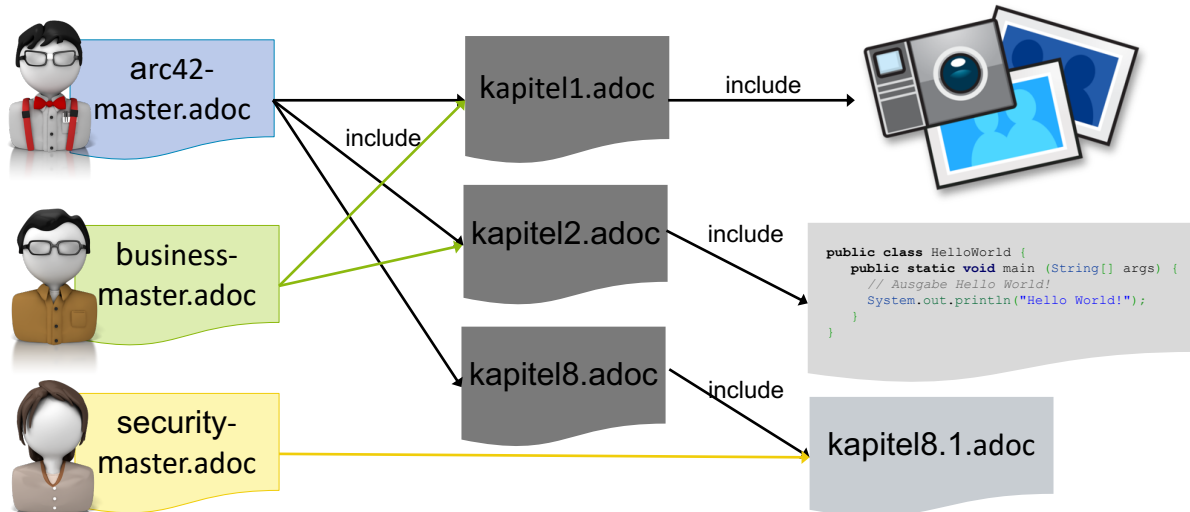 arc42-
master.adoc
kapitel1.adoc
include
include
business-
master.adoc
kapitel2.adoc
include
public class HelloWorld {
public static void main (String[] args) {
// Ausgabe Hello World!
System.out.println("Hello World!");
}
}
kapitel8.adoc
include
security-
master.adoc
kapitel8.1.adoc